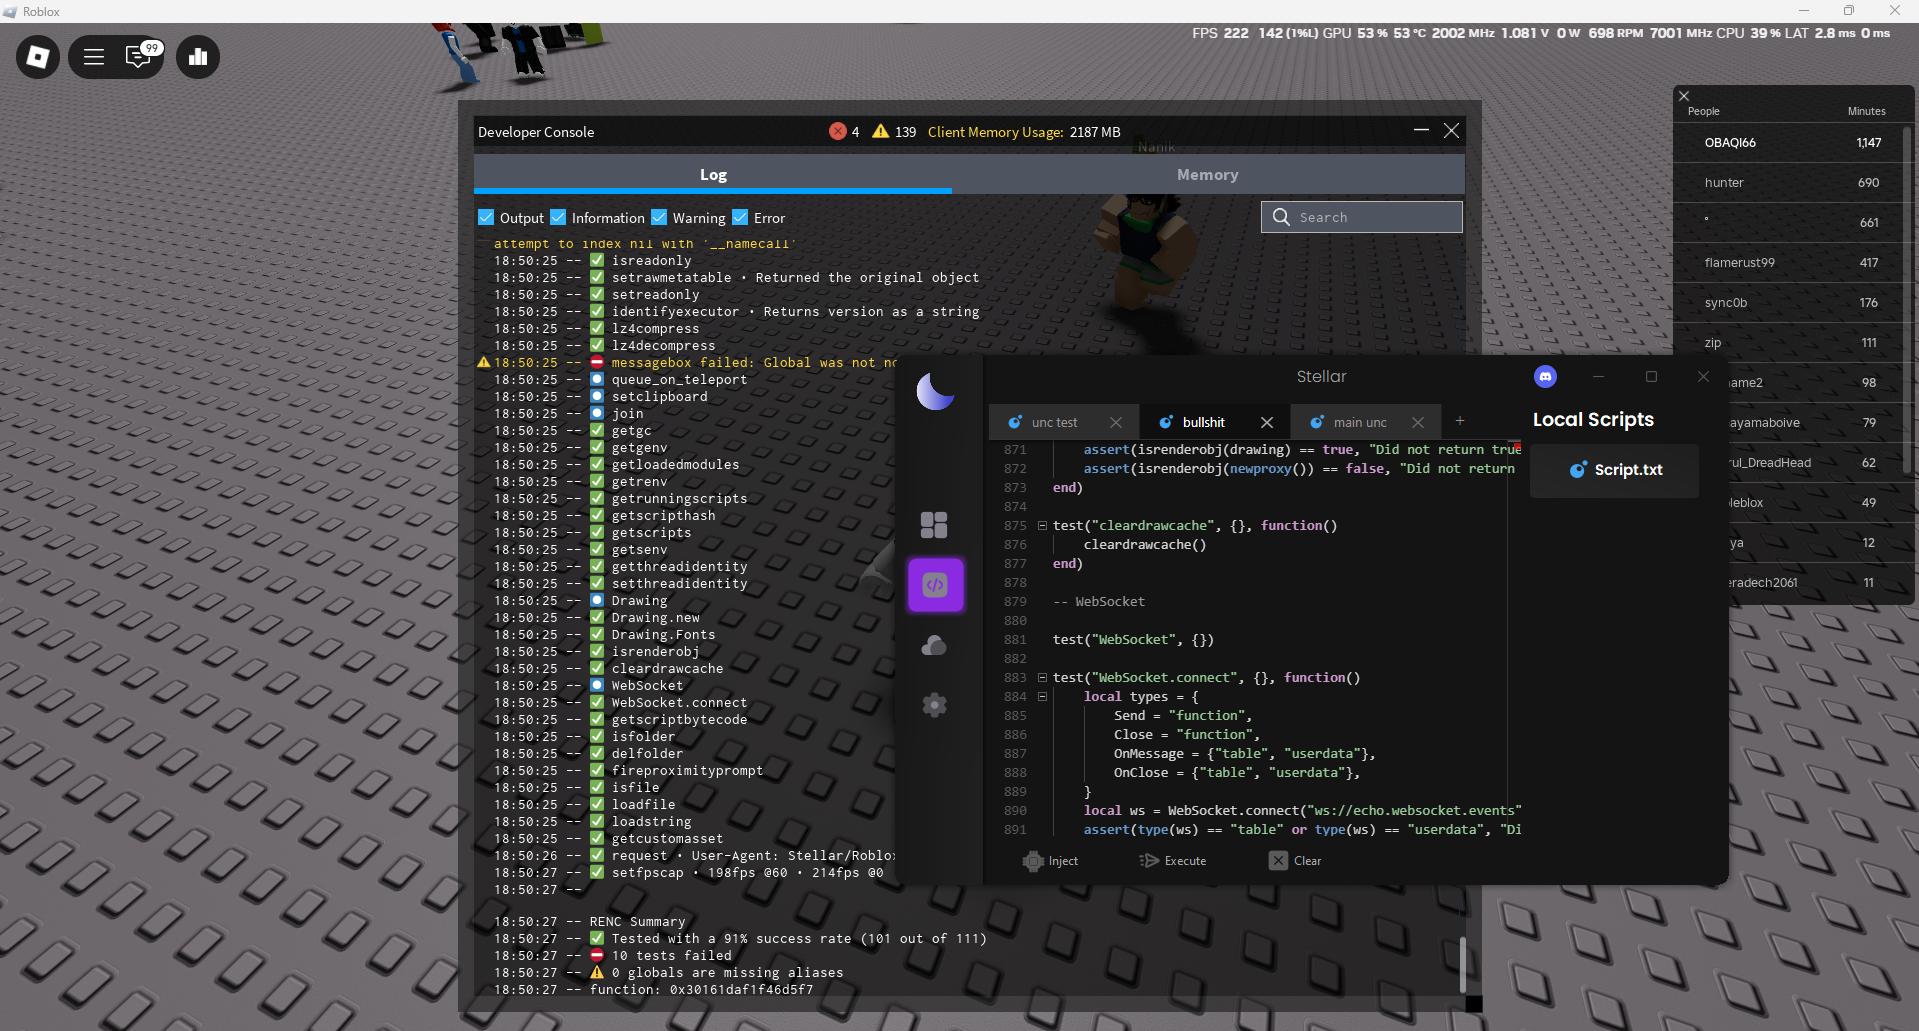 Roblox
99
FPS 222 142 (1%L) GPU 53 % 53 °C 2002 MHz 1.081 V 0 W 698 RPM 7001 MHz CPU 39 % LAT 2.8 ms 0 ms
Developer Console
4
139
Client Memory Usage: 2187 MB
Nanik
Log
Memory
Output
Information
Warning
Error
Search
attempt to index nil with '__namecall'
18:50:25 -- ✅ isreadonly
18:50:25 -- ✅ setrawmetatable • Returned the original object
18:50:25 -- ✅ setreadonly
18:50:25 -- ✅ identifyexecutor • Returns version as a string
18:50:25 -- ✅ lz4compress
18:50:25 -- ✅ lz4decompress
18:50:25 -- ⛔ messagebox failed: Global was not
18:50:25 -- ⏺ queue_on_teleport
18:50:25 -- ⏺ setclipboard
18:50:25 -- ⏺ join
18:50:25 -- ✅ getgc
18:50:25 -- ✅ getgenv
18:50:25 -- ✅ getloadedmodules
18:50:25 -- ✅ getrenv
18:50:25 -- ✅ getrunningscripts
18:50:25 -- ✅ getscripthash
18:50:25 -- ✅ getscripts
18:50:25 -- ✅ getsenv
18:50:25 -- ✅ getthreadidentity
18:50:25 -- ✅ setthreadidentity
18:50:25 -- ⏺ Drawing
18:50:25 -- ✅ Drawing.new
18:50:25 -- ✅ Drawing.Fonts
18:50:25 -- ✅ isrenderobj
18:50:25 -- ✅ cleardrawcache
18:50:25 -- ⏺ WebSocket
18:50:25 -- ✅ WebSocket.connect
18:50:25 -- ✅ getscriptbytecode
18:50:25 -- ✅ isfolder
18:50:25 -- ✅ delfolder
18:50:25 -- ✅ fireproximityprompt
18:50:25 -- ✅ isfile
18:50:25 -- ✅ loadfile
18:50:25 -- ✅ loadstring
18:50:25 -- ✅ getcustomasset
18:50:26 -- ✅ request • User-Agent: Stellar/Roblox
18:50:27 -- ✅ setfpscap • 198fps @60 • 214fps @0
18:50:27 --
18:50:27 -- RENC Summary
18:50:27 -- ✅ Tested with a 91% success rate (101 out of 111)
18:50:27 -- ⛔ 10 tests failed
18:50:27 -- ⚠ 0 globals are missing aliases
18:50:27 -- function: 0x30161daf1f46d5f7
Stellar
unc test
bullshit
main unc
+
871 assert(isrenderobj(drawing) == true, "Did not return true
872 assert(isrenderobj(newproxy()) == false, "Did not return
873 end)
874
875 test("cleardrawcache", {}, function()
876 cleardrawcache()
877 end)
878
879 -- WebSocket
880
881 test("WebSocket", {})
882
883 test("WebSocket.connect", {}, function()
884 local types = {
885 Send = "function",
886 Close = "function",
887 OnMessage = {"table", "userdata"},
888 OnClose = {"table", "userdata"},
889 }
890 local ws = WebSocket.connect("ws://echo.websocket.events"
891 assert(type(ws) == "table" or type(ws) == "userdata", "Di
Inject
Execute
Clear
Local Scripts
Script.txt
People Minutes
OBAQI66 1,147
hunter 690
° 661
flamerust99 417
sync0b 176
zip 111
ame2 98
ayamaboive 79
rul_DreadHead 62
leblox 49
ya 12
eradech2061 11